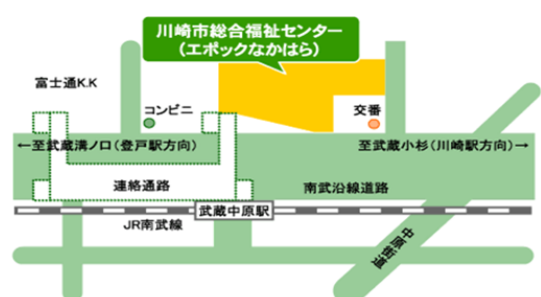 川崎市総合福祉センター
（エポックなかはら）
富士通K.K
コンビニ
交番
←至武蔵溝ノ口（登戸駅方向）
至武蔵小杉（川崎駅方向）→
連絡通路
南武沿線道路
武蔵中原駅
JR南武線
中原街道